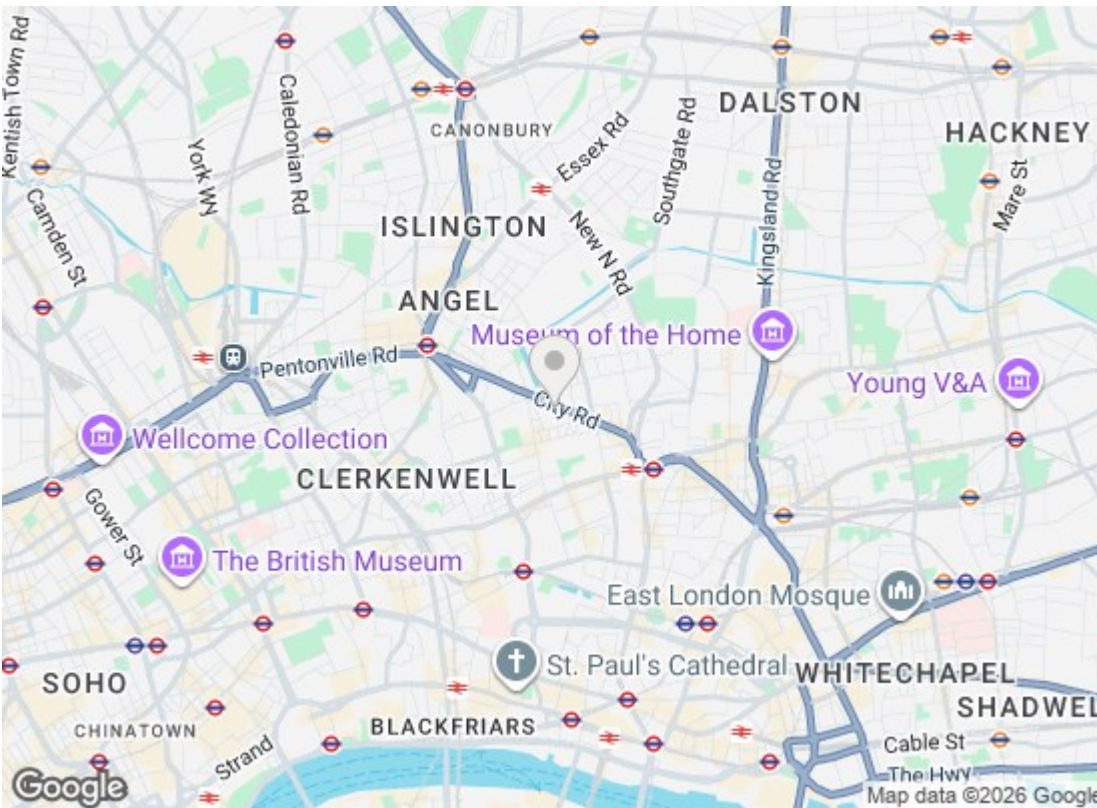 Kentish Town Rd
Caledonian Rd
York Wy
Camden St
CANONBURY
Essex Rd
Southgate Rd
DALSTON
HACKNEY
Mare St
ISLINGTON
New N Rd
Kingsland Rd
ANGEL
Museum of the Home
Pentonville Rd
Young V&A
City Rd
Wellcome Collection
CLERKENWELL
Gower St
The British Museum
East London Mosque
St. Paul's Cathedral
WHITECHAPEL
SOHO
SHADWEL
CHINATOWN
BLACKFRIARS
Strand
Cable St
The Hwy
Google
Map data ©2026 Google